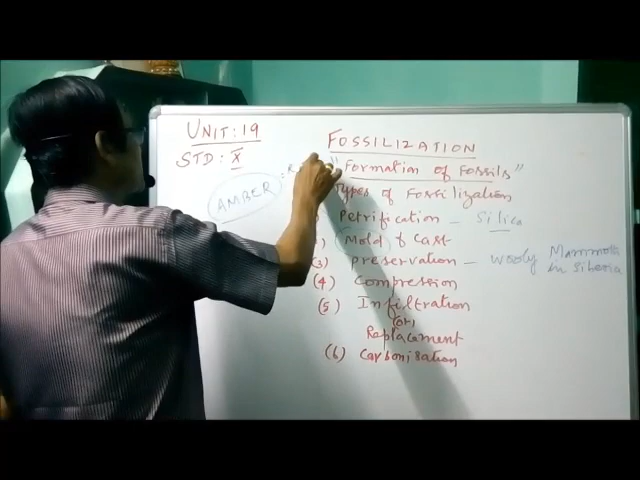 UNIT: 19
STD: X
FOSSILIZATION
"Formation of Fossils"
AMBER
Types of Fossilization
Petrification - Silica
Mold & Cast
(3) preservation - wooly Mammoth
in Siberia
(4) Compression
(5) Infiltration
(or)
Replacement
(6) Carbonisation